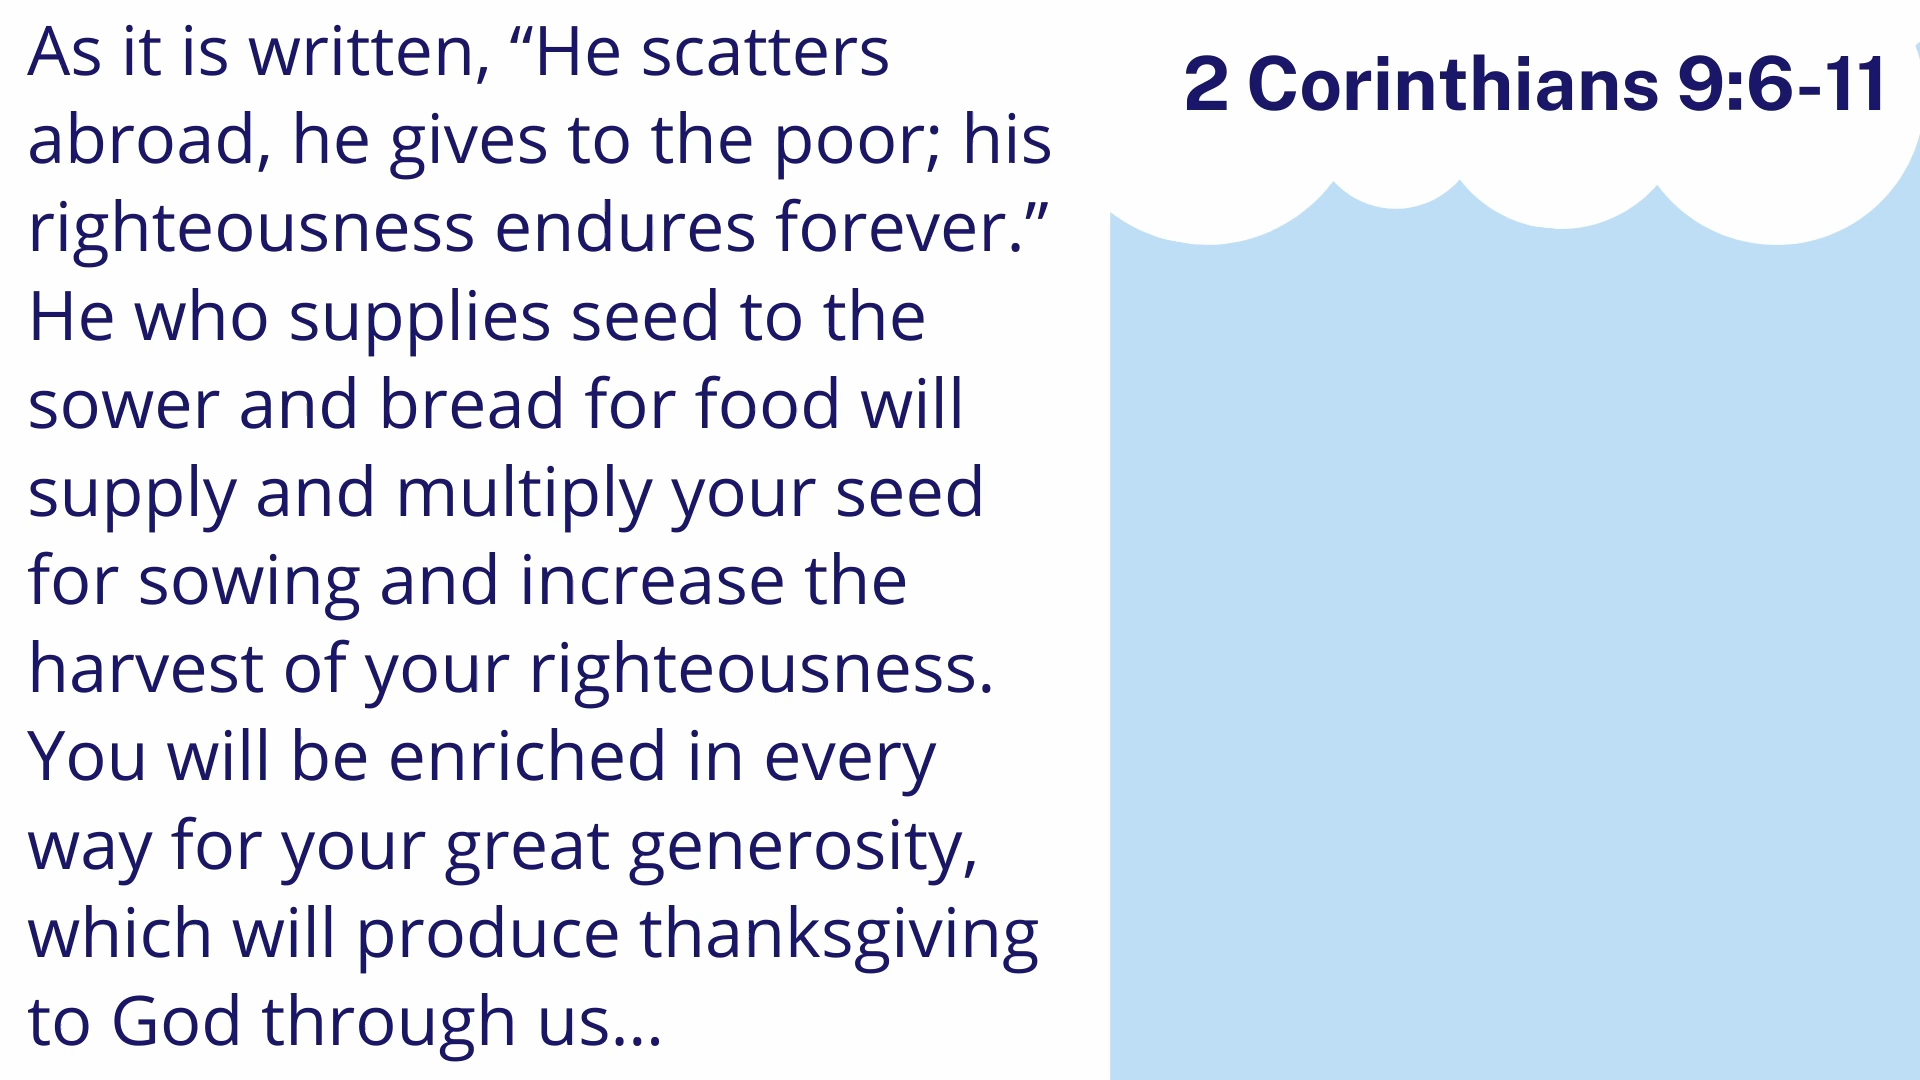 As it is written, “He scatters
abroad, he gives to the poor; his
righteousness endures forever.”
He who supplies seed to the
sower and bread for food will
supply and multiply your seed
for sowing and increase the
harvest of your righteousness.
You will be enriched in every
way for your great generosity,
which will produce thanksgiving
to God through us...
2 Corinthians 9:6-11